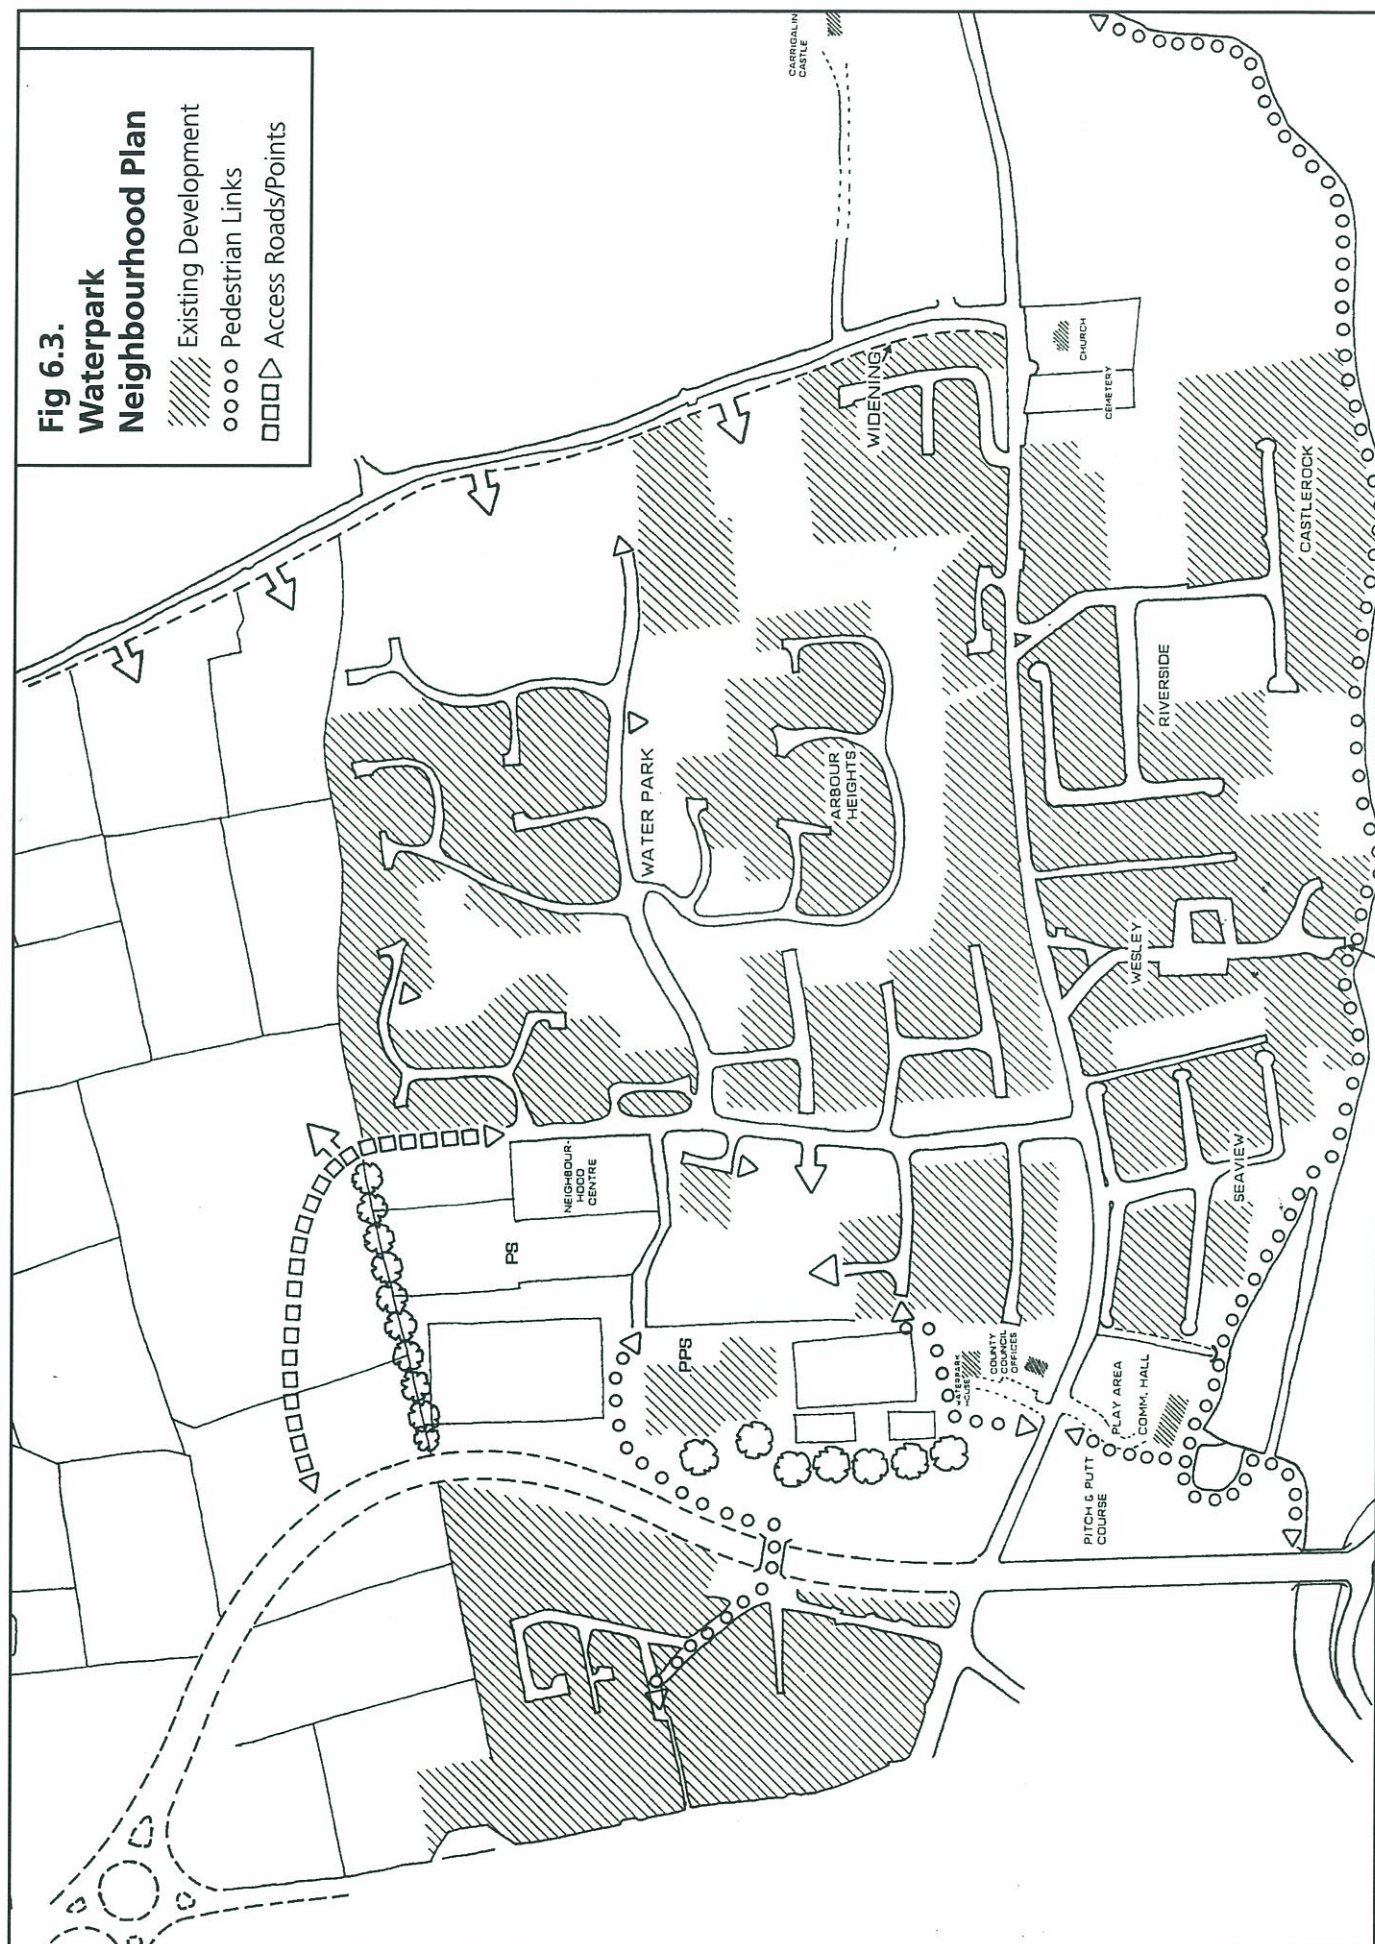 Fig 6.3.
Waterpark
Neighbourhood Plan
Existing Development
Pedestrian Links
Access Roads/Points
CARRIGALIN
CASTLE
WIDENING
CHURCH
CEMETERY
CASTLEROCK
RIVERSIDE
WATER PARK
ARBOUR
HEIGHTS
WESLEY
SEAVIEW
NEIGHBOUR-
HOOD
CENTRE
PS
PPS
WATERPARK
HOUSE
COUNTY
COUNCIL
OFFICES
PLAY AREA
COMM. HALL
PITCH & PUTT
COURSE